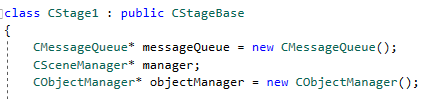 class CStage1 : public CStageBase
{
CMessageQueue* messageQueue = new CMessageQueue();
CSceneManager* manager;
CObjectManager* objectManager = new CObjectManager();